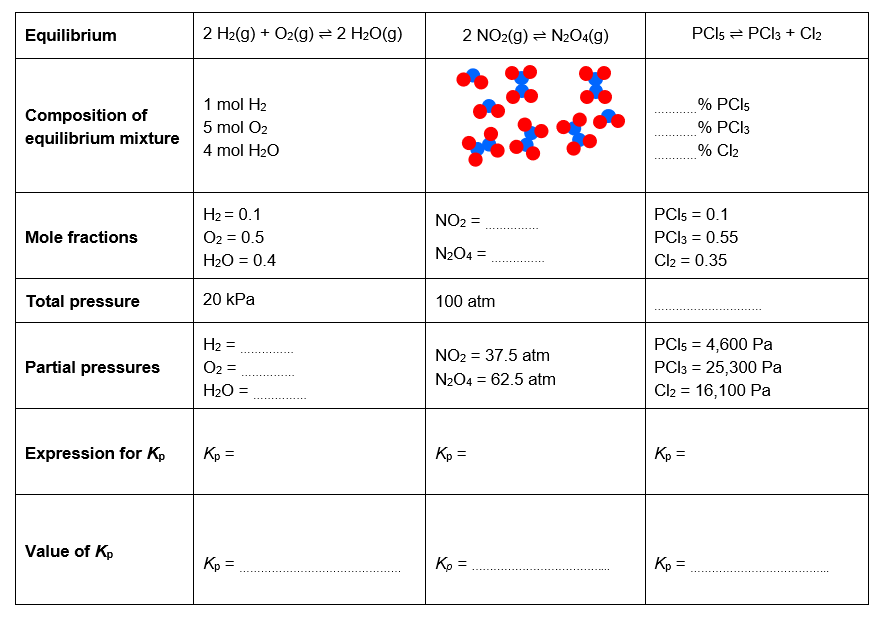 Equilibrium
2 H₂(g) + O₂(g) ⇌ 2 H₂O(g)
2 NO₂(g) ⇌ N₂O₄(g)
PCl₅ ⇌ PCl₃ + Cl₂
Composition of
equilibrium mixture
1 mol H₂
5 mol O₂
4 mol H₂O
............% PCl₅
............% PCl₃
............% Cl₂
Mole fractions
H₂ = 0.1
O₂ = 0.5
H₂O = 0.4
NO₂ = ...............
N₂O₄ = ...............
PCl₅ = 0.1
PCl₃ = 0.55
Cl₂ = 0.35
Total pressure
20 kPa
100 atm
..............................
Partial pressures
H₂ = ...............
O₂ = ...............
H₂O = ...............
NO₂ = 37.5 atm
N₂O₄ = 62.5 atm
PCl₅ = 4,600 Pa
PCl₃ = 25,300 Pa
Cl₂ = 16,100 Pa
Expression for Kₚ
Kₚ =
Kₚ =
Kₚ =
Value of Kₚ
Kₚ = .............................................
Kₚ = .......................................
Kₚ = .......................................